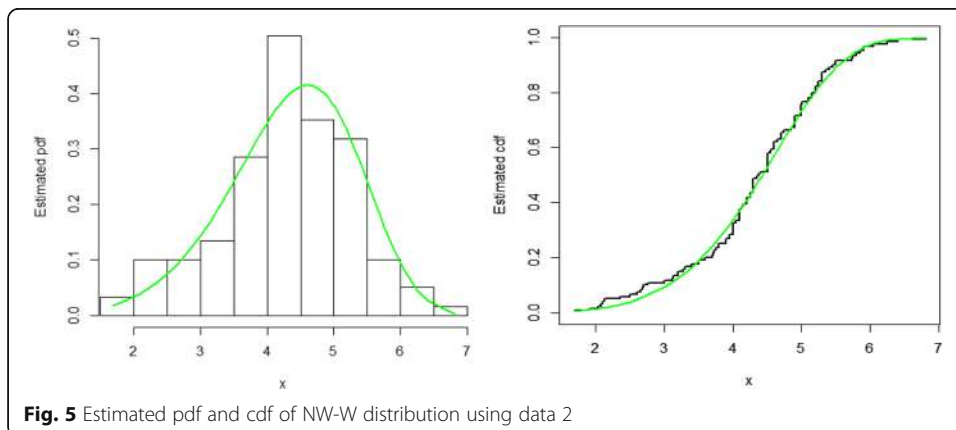 Estimated pdf
0.5
0.4
0.3
0.2
0.1
0.0
2 3 4 5 6 7
x
Estimated cdf
1.0
0.8
0.6
0.4
0.2
0.0
2 3 4 5 6 7
x
Fig. 5 Estimated pdf and cdf of NW-W distribution using data 2